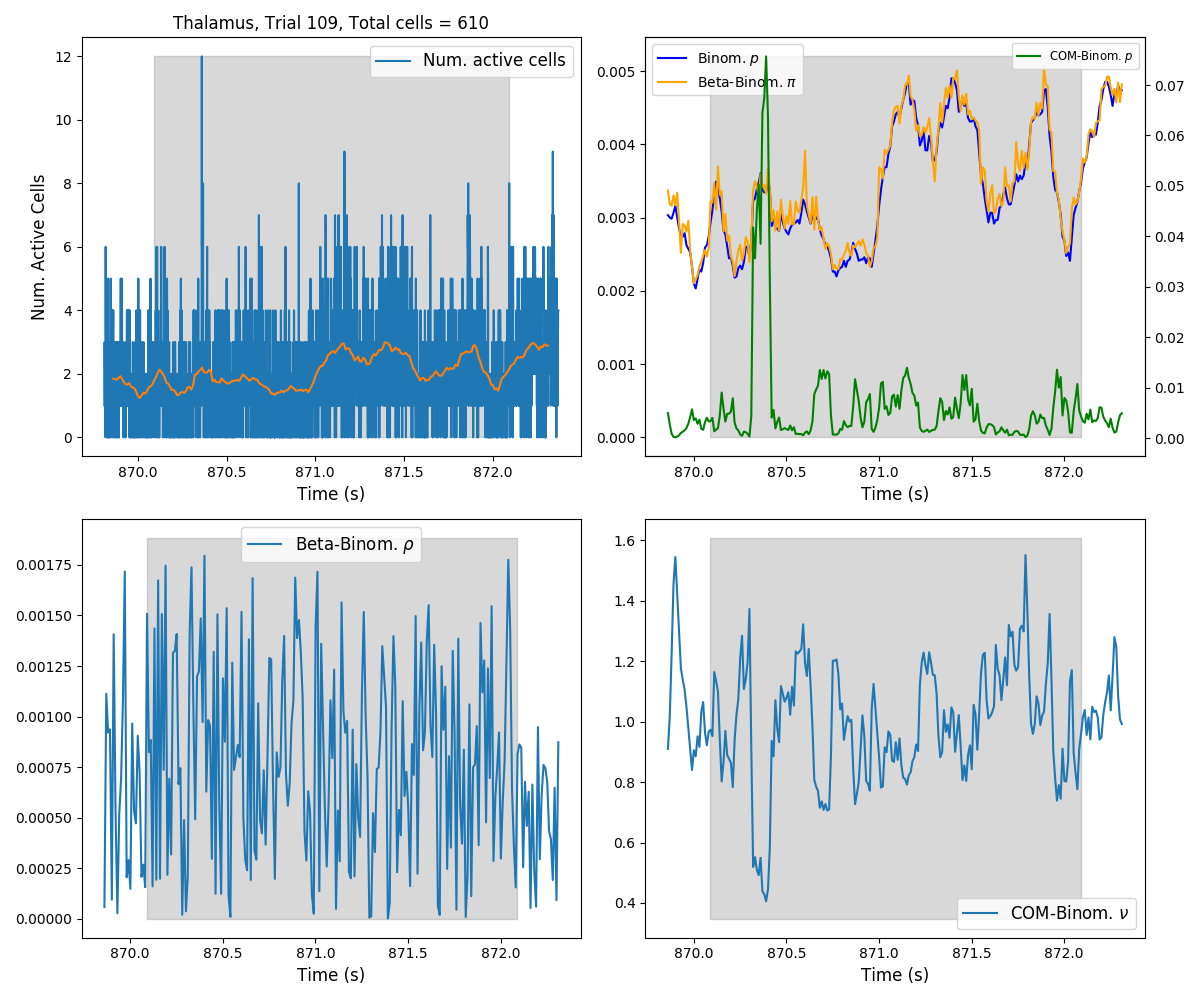 Thalamus, Trial 109, Total cells = 610
Num. active cells
Num. Active Cells
12
10
8
6
4
2
0
870.0 870.5 871.0 871.5 872.0
Time (s)
Binom. p
Beta-Binom. π
COM-Binom. p
0.005
0.004
0.003
0.002
0.001
0.000
0.07
0.06
0.05
0.04
0.03
0.02
0.01
0.00
870.0 870.5 871.0 871.5 872.0
Time (s)
Beta-Binom. ρ
0.00175
0.00150
0.00125
0.00100
0.00075
0.00050
0.00025
0.00000
870.0 870.5 871.0 871.5 872.0
Time (s)
1.6
1.4
1.2
1.0
0.8
0.6
0.4
COM-Binom. ν
870.0 870.5 871.0 871.5 872.0
Time (s)